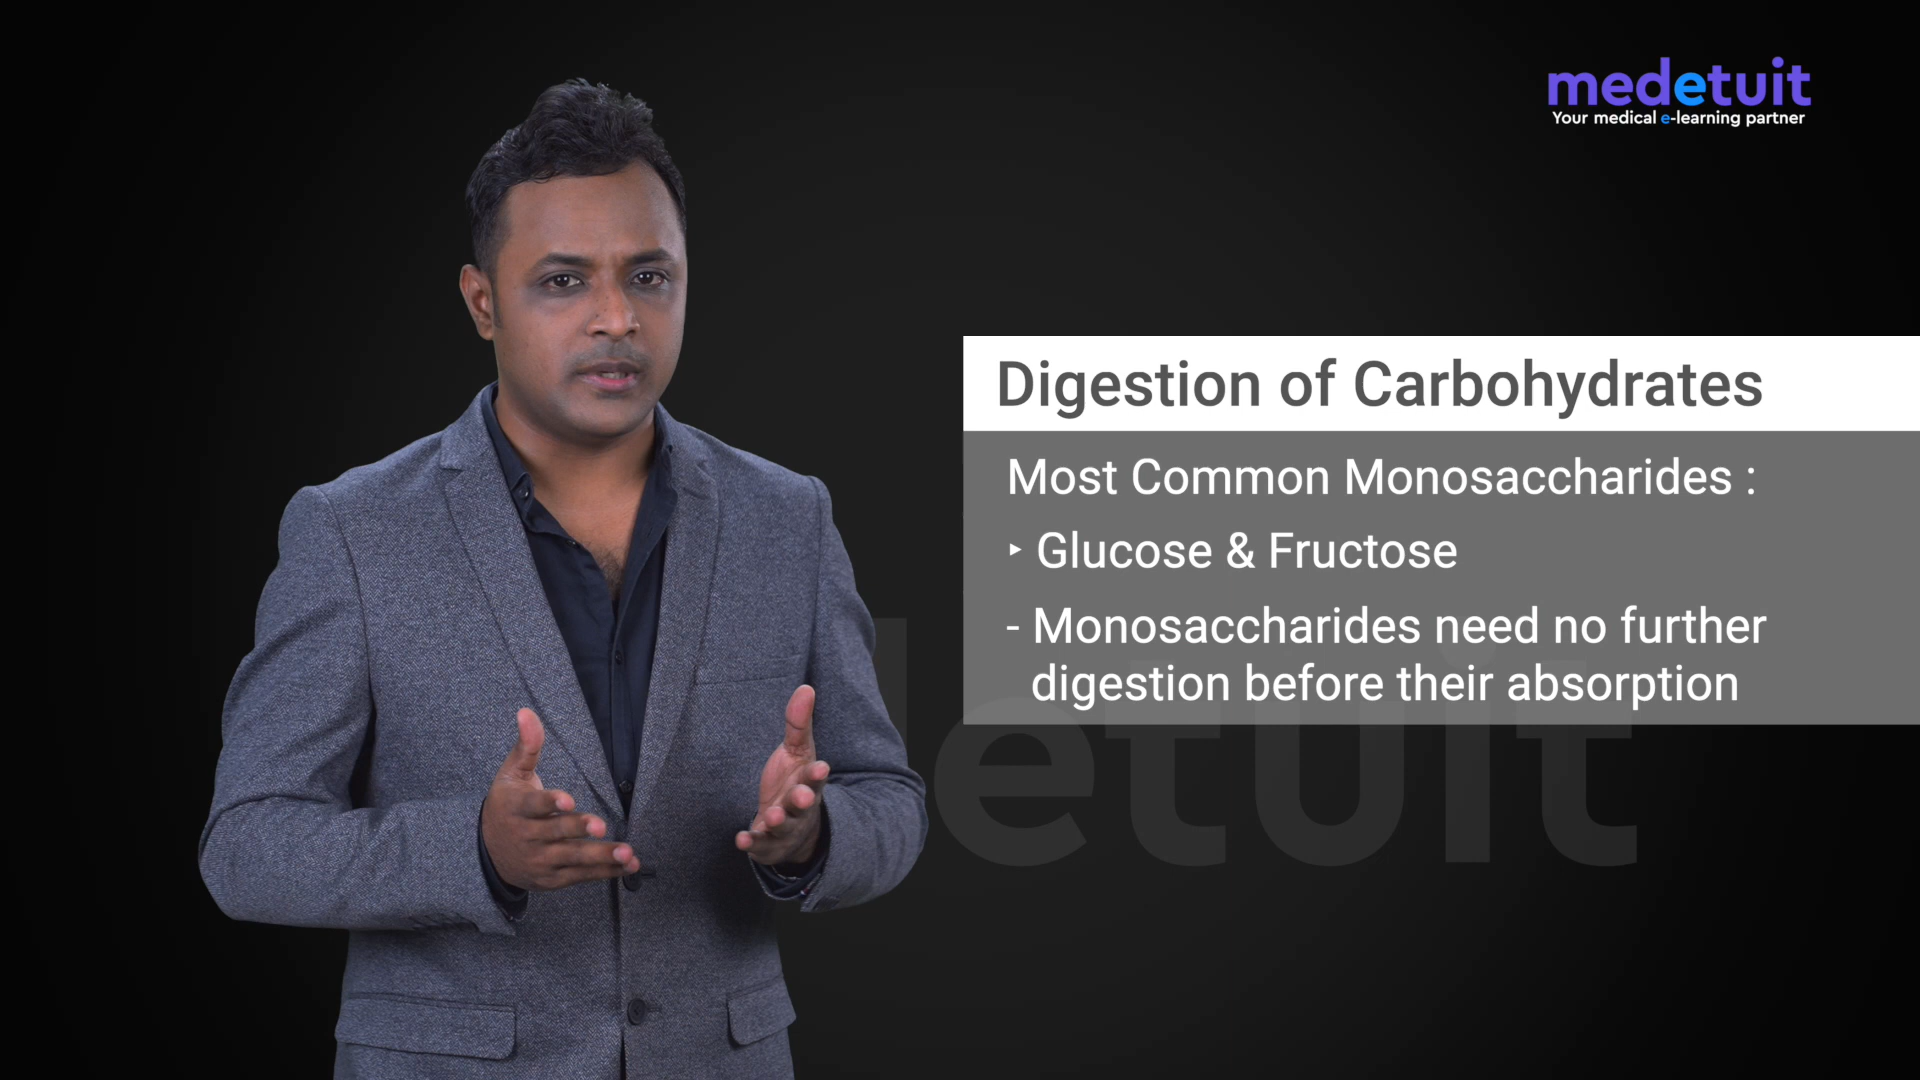 medetuit
Your medical e-learning partner
Digestion of Carbohydrates
Most Common Monosaccharides :
‣ Glucose & Fructose
- Monosaccharides need no further
digestion before their absorption
detuit